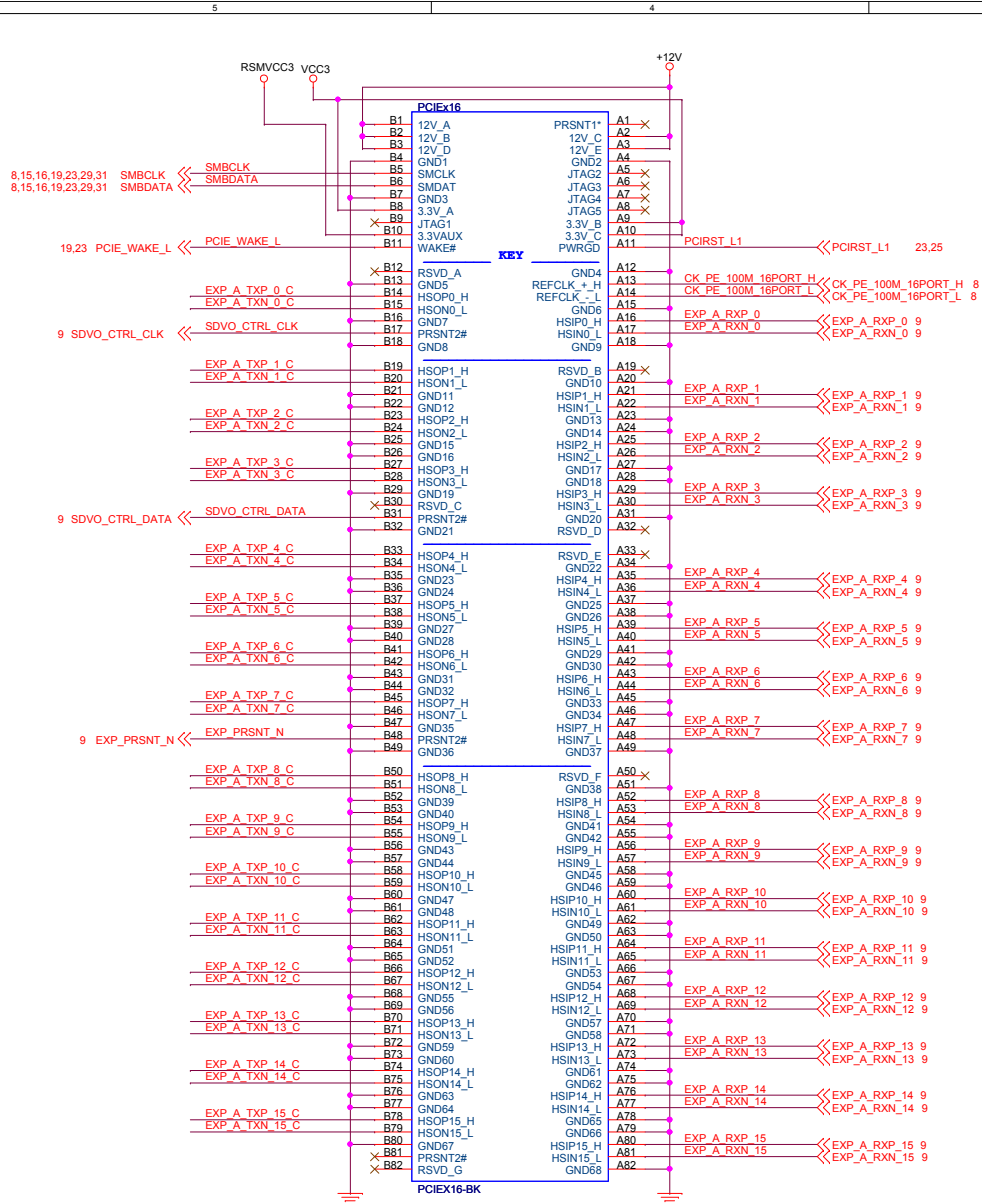 5 4
RSMVCC3 VCC3 +12V
PCIEx16
B1 12V_A PRSNT1* A1
B2 12V_B 12V_C A2
B3 12V_D 12V_E A3
B4 GND1 GND2 A4
8,15,16,19,23,29,31 SMBCLK SMBCLK B5 SMCLK JTAG2 A5
8,15,16,19,23,29,31 SMBDATA SMBDATA B6 SMDAT JTAG3 A6
B7 GND3 JTAG4 A7
B8 3.3V_A JTAG5 A8
B9 JTAG1 3.3V_B A9
B10 3.3VAUX 3.3V_C A10
19,23 PCIE_WAKE_L PCIE_WAKE_L B11 WAKE# PWRGD A11 PCIRST_L1 PCIRST_L1 23,25
KEY
B12 RSVD_A GND4 A12
B13 GND5 REFCLK_+_H A13 CK_PE_100M_16PORT_H CK_PE_100M_16PORT_H 8
EXP_A_TXP_0_C B14 HSOP0_H REFCLK_-_L A14 CK_PE_100M_16PORT_L CK_PE_100M_16PORT_L 8
EXP_A_TXN_0_C B15 HSON0_L GND6 A15
B16 GND7 HSIP0_H A16 EXP_A_RXP_0 EXP_A_RXP_0 9
9 SDVO_CTRL_CLK SDVO_CTRL_CLK B17 PRSNT2# HSIN0_L A17 EXP_A_RXN_0 EXP_A_RXN_0 9
B18 GND8 GND9 A18
EXP_A_TXP_1_C B19 HSOP1_H RSVD_B A19
EXP_A_TXN_1_C B20 HSON1_L GND10 A20
B21 GND11 HSIP1_H A21 EXP_A_RXP_1 EXP_A_RXP_1 9
B22 GND12 HSIN1_L A22 EXP_A_RXN_1 EXP_A_RXN_1 9
EXP_A_TXP_2_C B23 HSOP2_H GND13 A23
EXP_A_TXN_2_C B24 HSON2_L GND14 A24
B25 GND15 HSIP2_H A25 EXP_A_RXP_2 EXP_A_RXP_2 9
B26 GND16 HSIN2_L A26 EXP_A_RXN_2 EXP_A_RXN_2 9
EXP_A_TXP_3_C B27 HSOP3_H GND17 A27
EXP_A_TXN_3_C B28 HSON3_L GND18 A28
B29 GND19 HSIP3_H A29 EXP_A_RXP_3 EXP_A_RXP_3 9
B30 RSVD_C HSIN3_L A30 EXP_A_RXN_3 EXP_A_RXN_3 9
9 SDVO_CTRL_DATA SDVO_CTRL_DATA B31 PRSNT2# GND20 A31
B32 GND21 RSVD_D A32
EXP_A_TXP_4_C B33 HSOP4_H RSVD_E A33
EXP_A_TXN_4_C B34 HSON4_L GND22 A34
B35 GND23 HSIP4_H A35 EXP_A_RXP_4 EXP_A_RXP_4 9
B36 GND24 HSIN4_L A36 EXP_A_RXN_4 EXP_A_RXN_4 9
EXP_A_TXP_5_C B37 HSOP5_H GND25 A37
EXP_A_TXN_5_C B38 HSON5_L GND26 A38
B39 GND27 HSIP5_H A39 EXP_A_RXP_5 EXP_A_RXP_5 9
B40 GND28 HSIN5_L A40 EXP_A_RXN_5 EXP_A_RXN_5 9
EXP_A_TXP_6_C B41 HSOP6_H GND29 A41
EXP_A_TXN_6_C B42 HSON6_L GND30 A42
B43 GND31 HSIP6_H A43 EXP_A_RXP_6 EXP_A_RXP_6 9
B44 GND32 HSIN6_L A44 EXP_A_RXN_6 EXP_A_RXN_6 9
EXP_A_TXP_7_C B45 HSOP7_H GND33 A45
EXP_A_TXN_7_C B46 HSON7_L GND34 A46
B47 GND35 HSIP7_H A47 EXP_A_RXP_7 EXP_A_RXP_7 9
9 EXP_PRSNT_N EXP_PRSNT_N B48 PRSNT2# HSIN7_L A48 EXP_A_RXN_7 EXP_A_RXN_7 9
B49 GND36 GND37 A49
EXP_A_TXP_8_C B50 HSOP8_H RSVD_F A50
EXP_A_TXN_8_C B51 HSON8_L GND38 A51
B52 GND39 HSIP8_H A52 EXP_A_RXP_8 EXP_A_RXP_8 9
B53 GND40 HSIN8_L A53 EXP_A_RXN_8 EXP_A_RXN_8 9
EXP_A_TXP_9_C B54 HSOP9_H GND41 A54
EXP_A_TXN_9_C B55 HSON9_L GND42 A55
B56 GND43 HSIP9_H A56 EXP_A_RXP_9 EXP_A_RXP_9 9
B57 GND44 HSIN9_L A57 EXP_A_RXN_9 EXP_A_RXN_9 9
EXP_A_TXP_10_C B58 HSOP10_H GND45 A58
EXP_A_TXN_10_C B59 HSON10_L GND46 A59
B60 GND47 HSIP10_H A60 EXP_A_RXP_10 EXP_A_RXP_10 9
B61 GND48 HSIN10_L A61 EXP_A_RXN_10 EXP_A_RXN_10 9
EXP_A_TXP_11_C B62 HSOP11_H GND49 A62
EXP_A_TXN_11_C B63 HSON11_L GND50 A63
B64 GND51 HSIP11_H A64 EXP_A_RXP_11 EXP_A_RXP_11 9
B65 GND52 HSIN11_L A65 EXP_A_RXN_11 EXP_A_RXN_11 9
EXP_A_TXP_12_C B66 HSOP12_H GND53 A66
EXP_A_TXN_12_C B67 HSON12_L GND54 A67
B68 GND55 HSIP12_H A68 EXP_A_RXP_12 EXP_A_RXP_12 9
B69 GND56 HSIN12_L A69 EXP_A_RXN_12 EXP_A_RXN_12 9
EXP_A_TXP_13_C B70 HSOP13_H GND57 A70
EXP_A_TXN_13_C B71 HSON13_L GND58 A71
B72 GND59 HSIP13_H A72 EXP_A_RXP_13 EXP_A_RXP_13 9
B73 GND60 HSIN13_L A73 EXP_A_RXN_13 EXP_A_RXN_13 9
EXP_A_TXP_14_C B74 HSOP14_H GND61 A74
EXP_A_TXN_14_C B75 HSON14_L GND62 A75
B76 GND63 HSIP14_H A76 EXP_A_RXP_14 EXP_A_RXP_14 9
B77 GND64 HSIN14_L A77 EXP_A_RXN_14 EXP_A_RXN_14 9
EXP_A_TXP_15_C B78 HSOP15_H GND65 A78
EXP_A_TXN_15_C B79 HSON15_L GND66 A79
B80 GND67 HSIP15_H A80 EXP_A_RXP_15 EXP_A_RXP_15 9
B81 PRSNT2# HSIN15_L A81 EXP_A_RXN_15 EXP_A_RXN_15 9
B82 RSVD_G GND68 A82
PCIEX16-BK